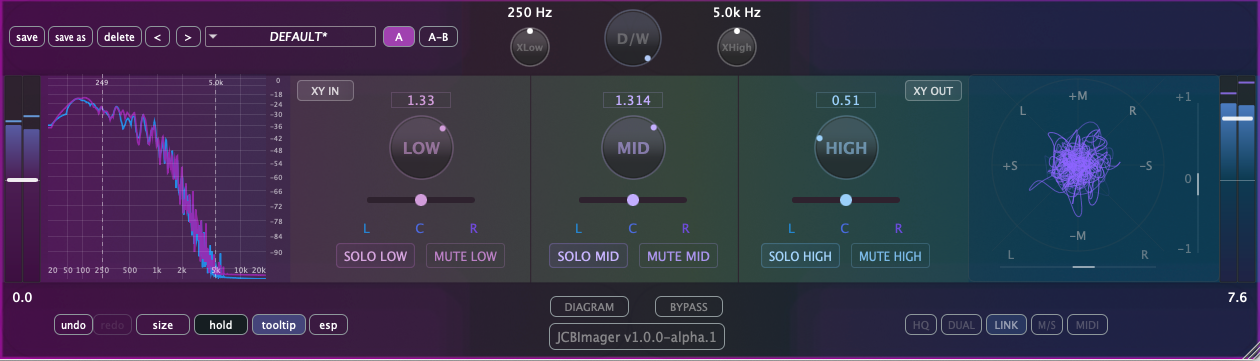 250 Hz 5.0k Hz
save save as delete < > DEFAULT* A A-B XLow D/W XHigh
249 5.0k
0
-18
-24
-30
-36
-42
-48
-54
-60
-66
-72
-78
-84
-90
20 50 100 250 500 1k 2k 5k 10k 20k
XY IN
1.33
LOW
L C R
SOLO LOW MUTE LOW
1.314
MID
L C R
SOLO MID MUTE MID
XY OUT
0.51
HIGH
L C R
SOLO HIGH MUTE HIGH
+M
L R
+S -S
-M
L R
+1
0
-1
0.0 7.6
undo redo size hold tooltip esp
DIAGRAM BYPASS
JCBImager v1.0.0-alpha.1
HQ DUAL LINK M/S MIDI